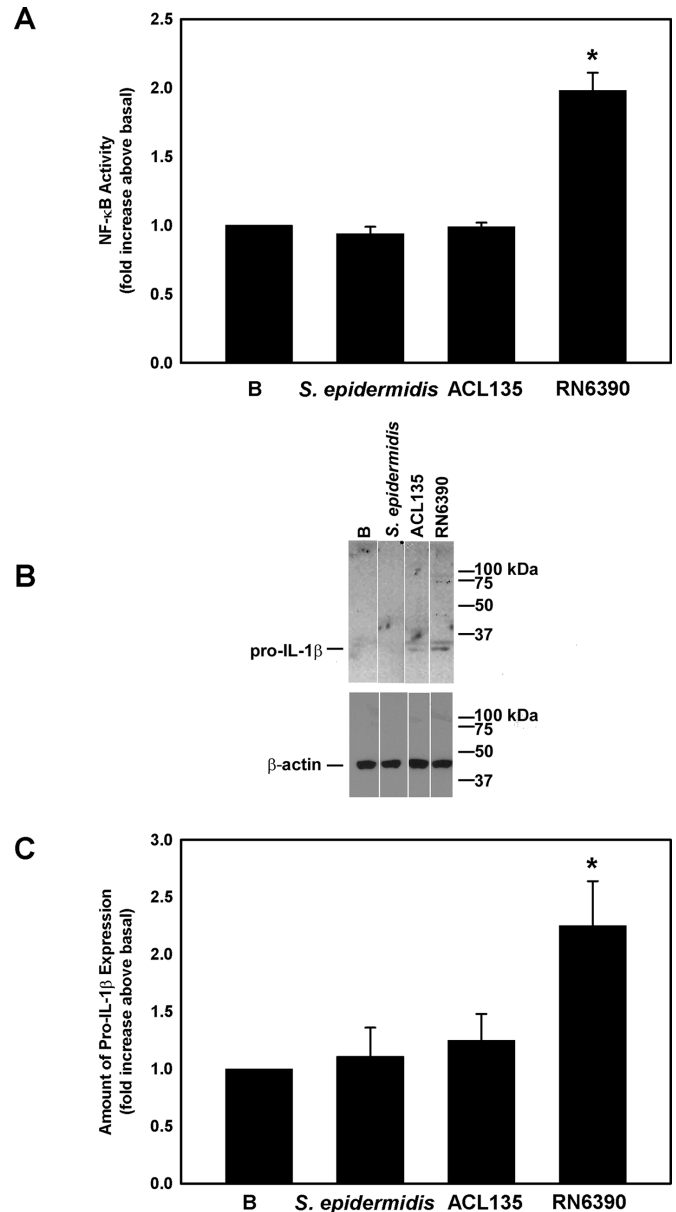 A
NF-κB Activity
(fold increase above basal)
2.5
2.0
1.5
1.0
0.5
0.0
*
B S. epidermidis ACL135 RN6390
B
B
S. epidermidis
ACL135
RN6390
100 kDa
75
50
37
pro-IL-1β
100 kDa
75
50
37
β-actin
C
Amount of Pro-IL-1β Expression
(fold increase above basal)
3.0
2.5
2.0
1.5
1.0
0.5
0.0
*
B S. epidermidis ACL135 RN6390